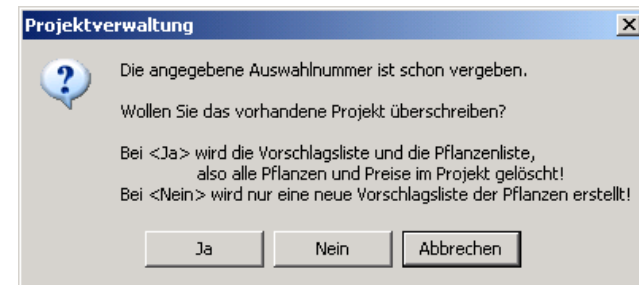 Projektverwaltung
Die angegebene Auswahlnummer ist schon vergeben.
Wollen Sie das vorhandene Projekt überschreiben?
Bei <Ja> wird die Vorschlagsliste und die Pflanzenliste,
also alle Pflanzen und Preise im Projekt gelöscht!
Bei <Nein> wird nur eine neue Vorschlagsliste der Pflanzen erstellt!
Ja
Nein
Abbrechen